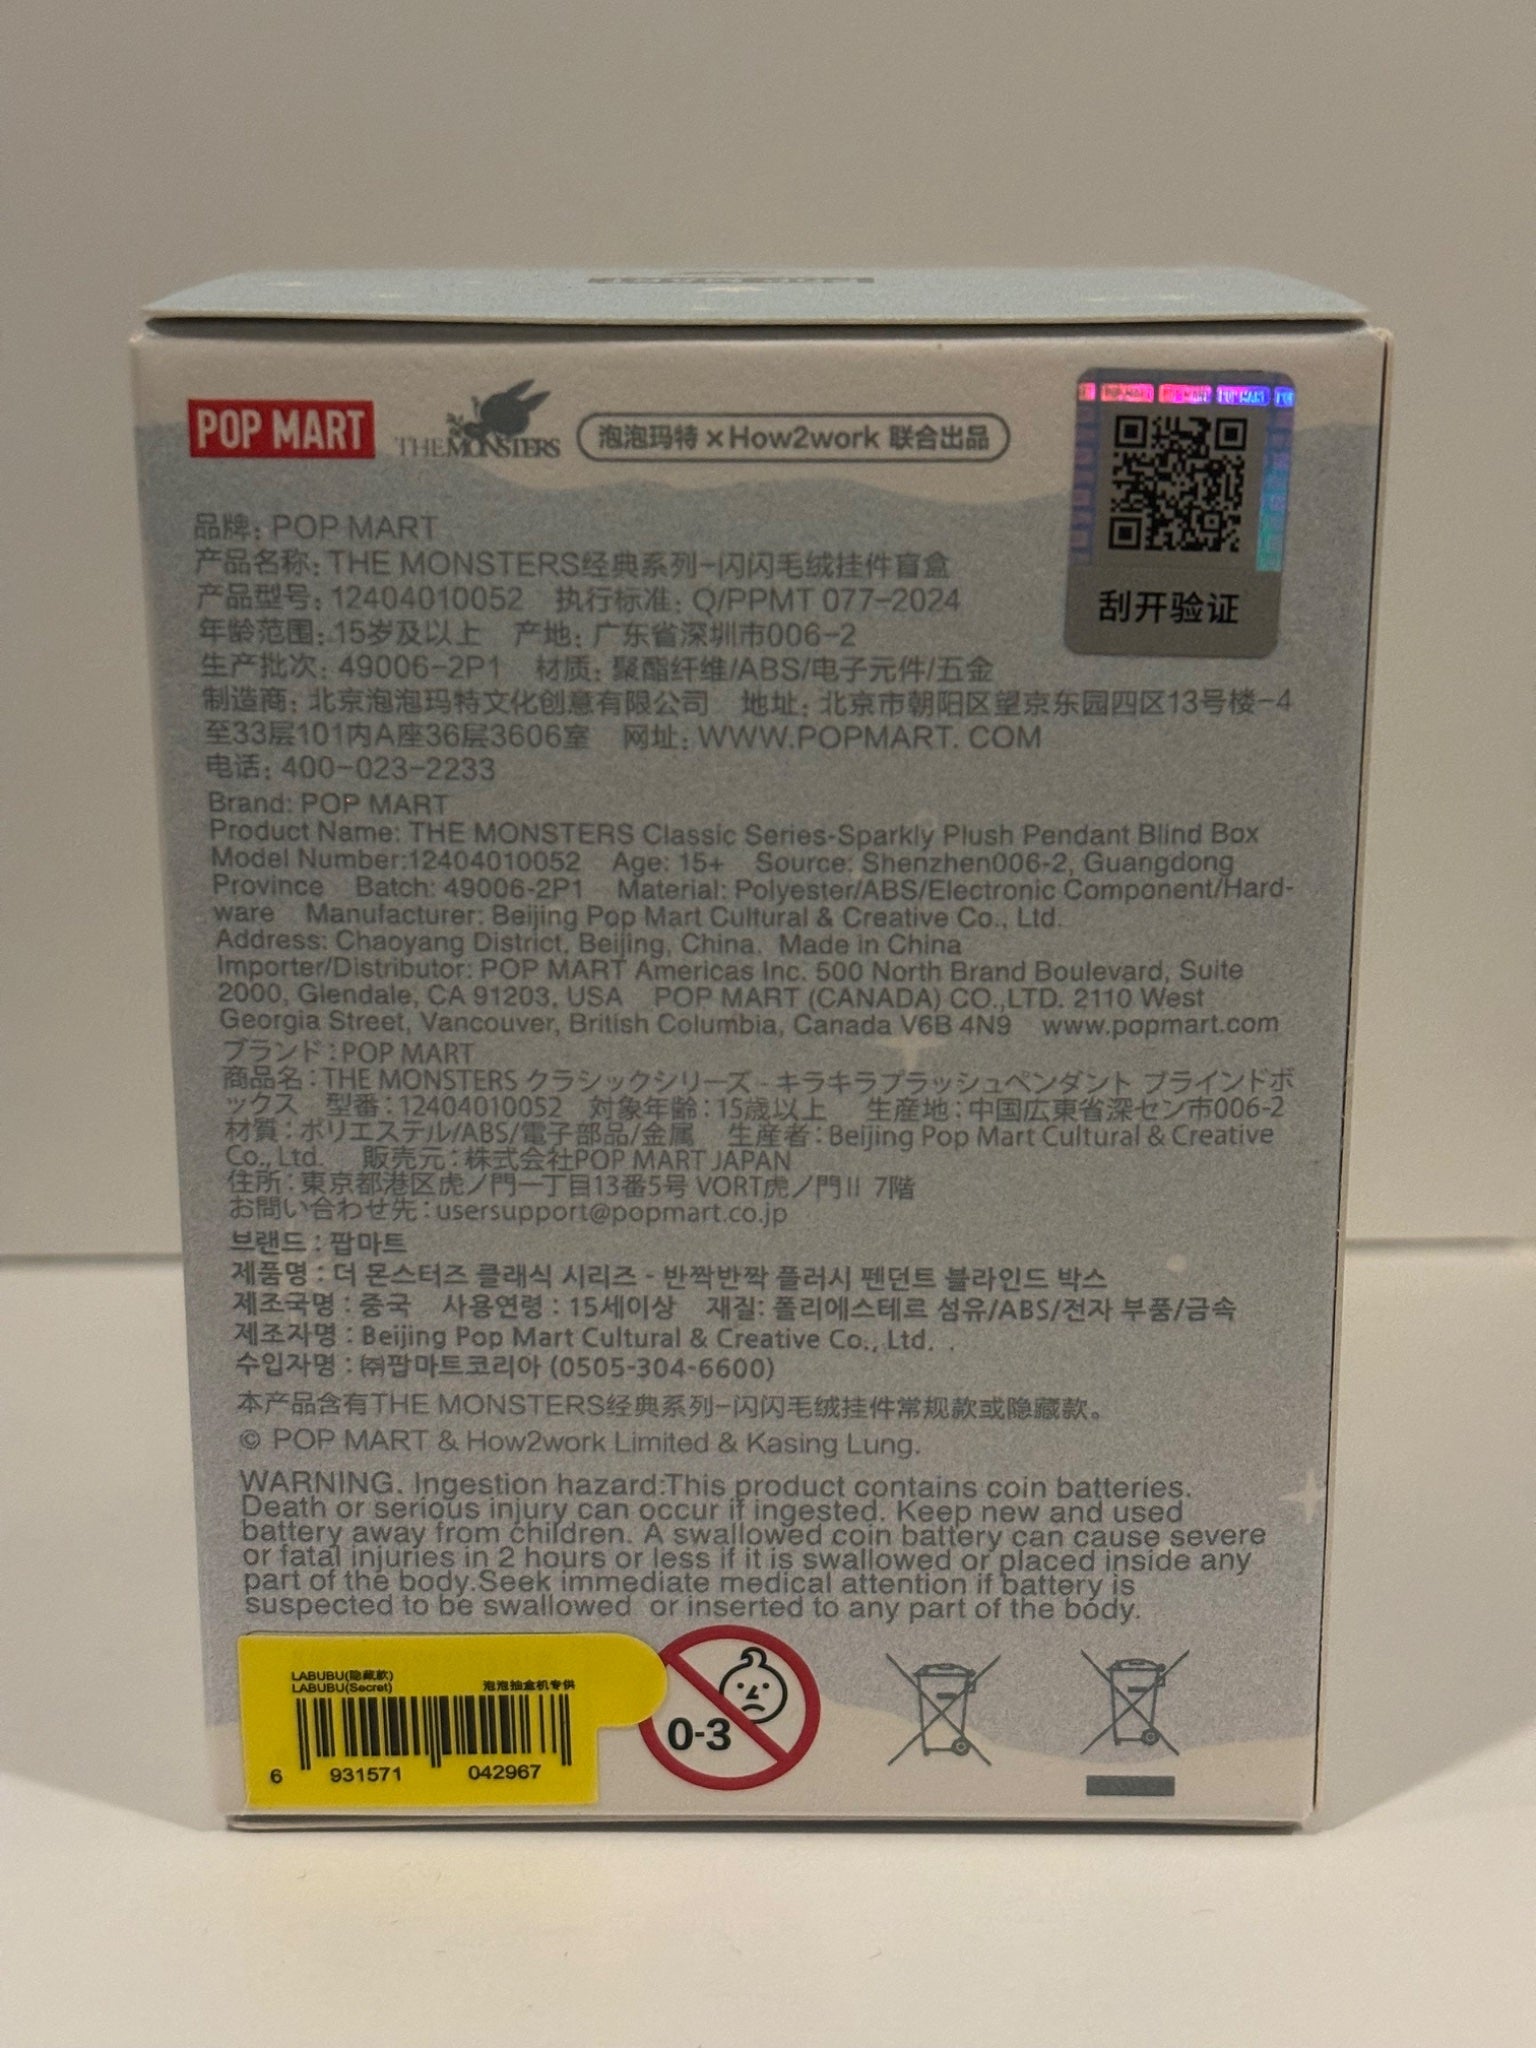 POP MART
THE MONSTERS
泡泡玛特×How2work 联合出品
POP MART POP MART POP MART
刮开验证
品牌: POP MART
产品名称: THE MONSTERS经典系列-闪闪毛绒挂件盲盒
产品型号: 12404010052 执行标准: Q/PPMT 077-2024
年龄范围: 15岁及以上 产地: 广东省深圳市006-2
生产批次: 49006-2P1 材质: 聚酯纤维/ABS/电子元件/五金
制造商: 北京泡泡玛特文化创意有限公司 地址: 北京市朝阳区望京东园四区13号楼-4
至33层101内A座36层3606室 网址: WWW.POPMART. COM
电话: 400-023-2233
Brand: POP MART
Product Name: THE MONSTERS Classic Series-Sparkly Plush Pendant Blind Box
Model Number:12404010052 Age: 15+ Source: Shenzhen006-2, Guangdong
Province Batch: 49006-2P1 Material: Polyester/ABS/Electronic Component/Hard-
ware Manufacturer: Beijing Pop Mart Cultural & Creative Co., Ltd.
Address: Chaoyang District, Beijing, China. Made in China
Importer/Distributor: POP MART Americas Inc. 500 North Brand Boulevard, Suite
2000, Glendale, CA 91203, USA POP MART (CANADA) CO.,LTD. 2110 West
Georgia Street, Vancouver, British Columbia, Canada V6B 4N9 www.popmart.com
ブランド:POP MART
商品名:THE MONSTERS クラシックシリーズ - キラキラプラッシュペンダント ブラインドボ
ックス 型番:12404010052 対象年齢:15歳以上 生産地:中国広東省深セン市006-2
材質:ポリエステル/ABS/電子部品/金属 生産者:Beijing Pop Mart Cultural & Creative
Co., Ltd. 販売元:株式会社POP MART JAPAN
住所:東京都港区虎ノ門一丁目13番5号 VORT虎ノ門II 7階
お問い合わせ先:usersupport@popmart.co.jp
브랜드 : 팝마트
제품명 : 더 몬스터즈 클래식 시리즈 - 반짝반짝 플러시 펜던트 블라인드 박스
제조국명 : 중국 사용연령 : 15세이상 재질: 폴리에스테르 섬유/ABS/전자 부품/금속
제조자명 : Beijing Pop Mart Cultural & Creative Co., Ltd. .
수입자명 : ㈜팝마트코리아 (0505-304-6600)
本产品含有THE MONSTERS经典系列-闪闪毛绒挂件常规款或隐藏款。
© POP MART & How2work Limited & Kasing Lung.
WARNING. Ingestion hazard:This product contains coin batteries.
Death or serious injury can occur if ingested. Keep new and used
battery away from children. A swallowed coin battery can cause severe
or fatal injuries in 2 hours or less if it is swallowed or placed inside any
part of the body.Seek immediate medical attention if battery is
suspected to be swallowed or inserted to any part of the body.
LABUBU(隐藏款)
LABUBU(Secret) 泡泡抽盒机专供
6 931571 042967
0-3